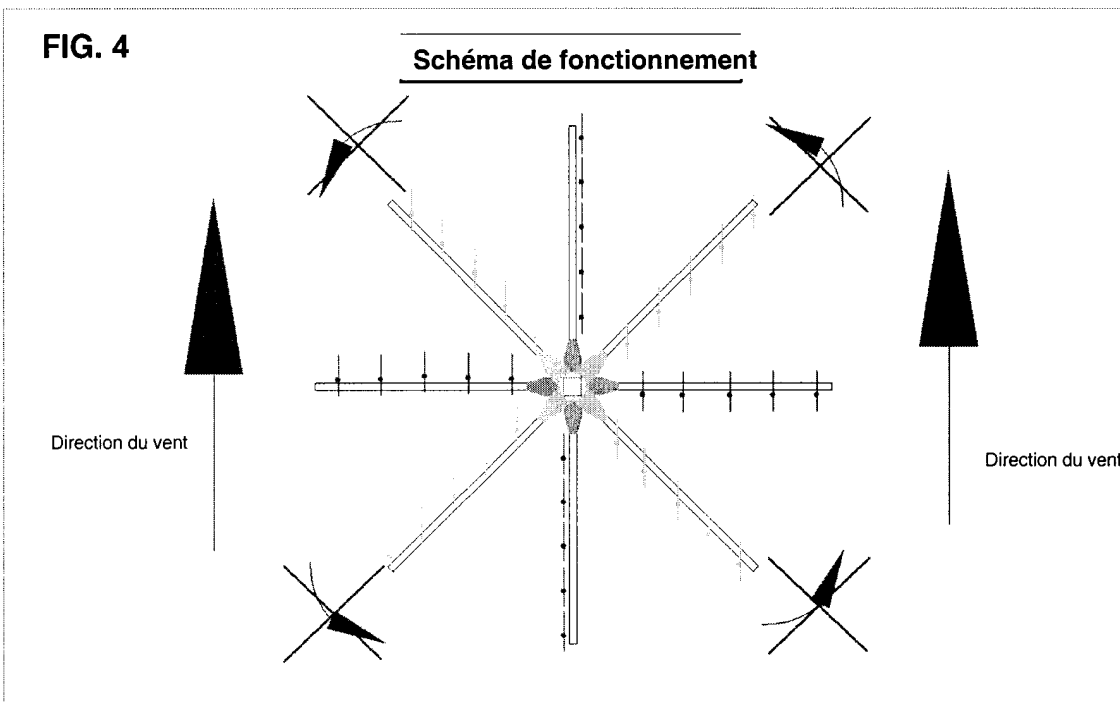 FIG. 4
Schéma de fonctionnement
Direction du vent
Direction du vent